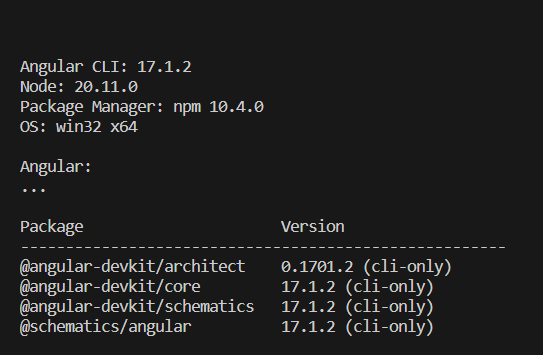 Angular CLI: 17.1.2
Node: 20.11.0
Package Manager: npm 10.4.0
OS: win32 x64
Angular:
...
Package Version
------------------------------------------------------
@angular-devkit/architect 0.1701.2 (cli-only)
@angular-devkit/core 17.1.2 (cli-only)
@angular-devkit/schematics 17.1.2 (cli-only)
@schematics/angular 17.1.2 (cli-only)